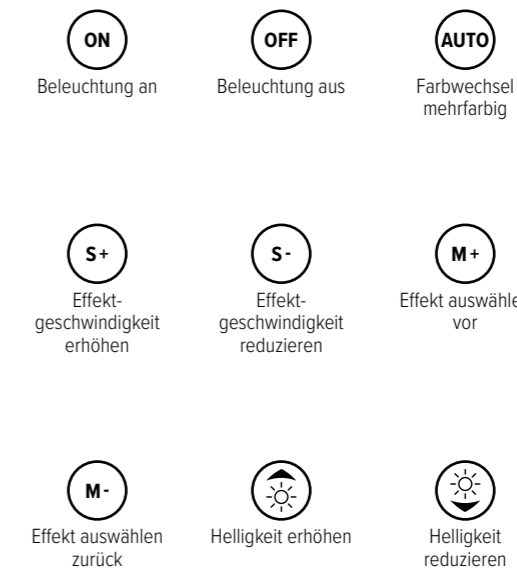 ON
Beleuchtung an
OFF
Beleuchtung aus
AUTO
Farbwechsel
mehrfarbig
S+
Effekt-
geschwindigkeit
erhöhen
S-
Effekt-
geschwindigkeit
reduzieren
M+
Effekt auswähle
vor
M-
Effekt auswählen
zurück
Helligkeit erhöhen
Helligkeit
reduzieren